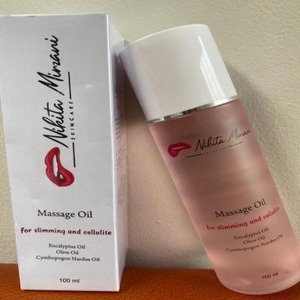 Nikita Mirzani
SKINCARE
Massage Oil
for slimming and cellulite
Eucalyptus Oil
Olive Oil
Cymbopogon Nardus Oil
100 ml
Nikita Mirzani
SKINCARE
Massage Oil
for slimming and cellulite
Eucalyptus Oil
Olive Oil
Cymbopogon Nardus Oil
100 ml